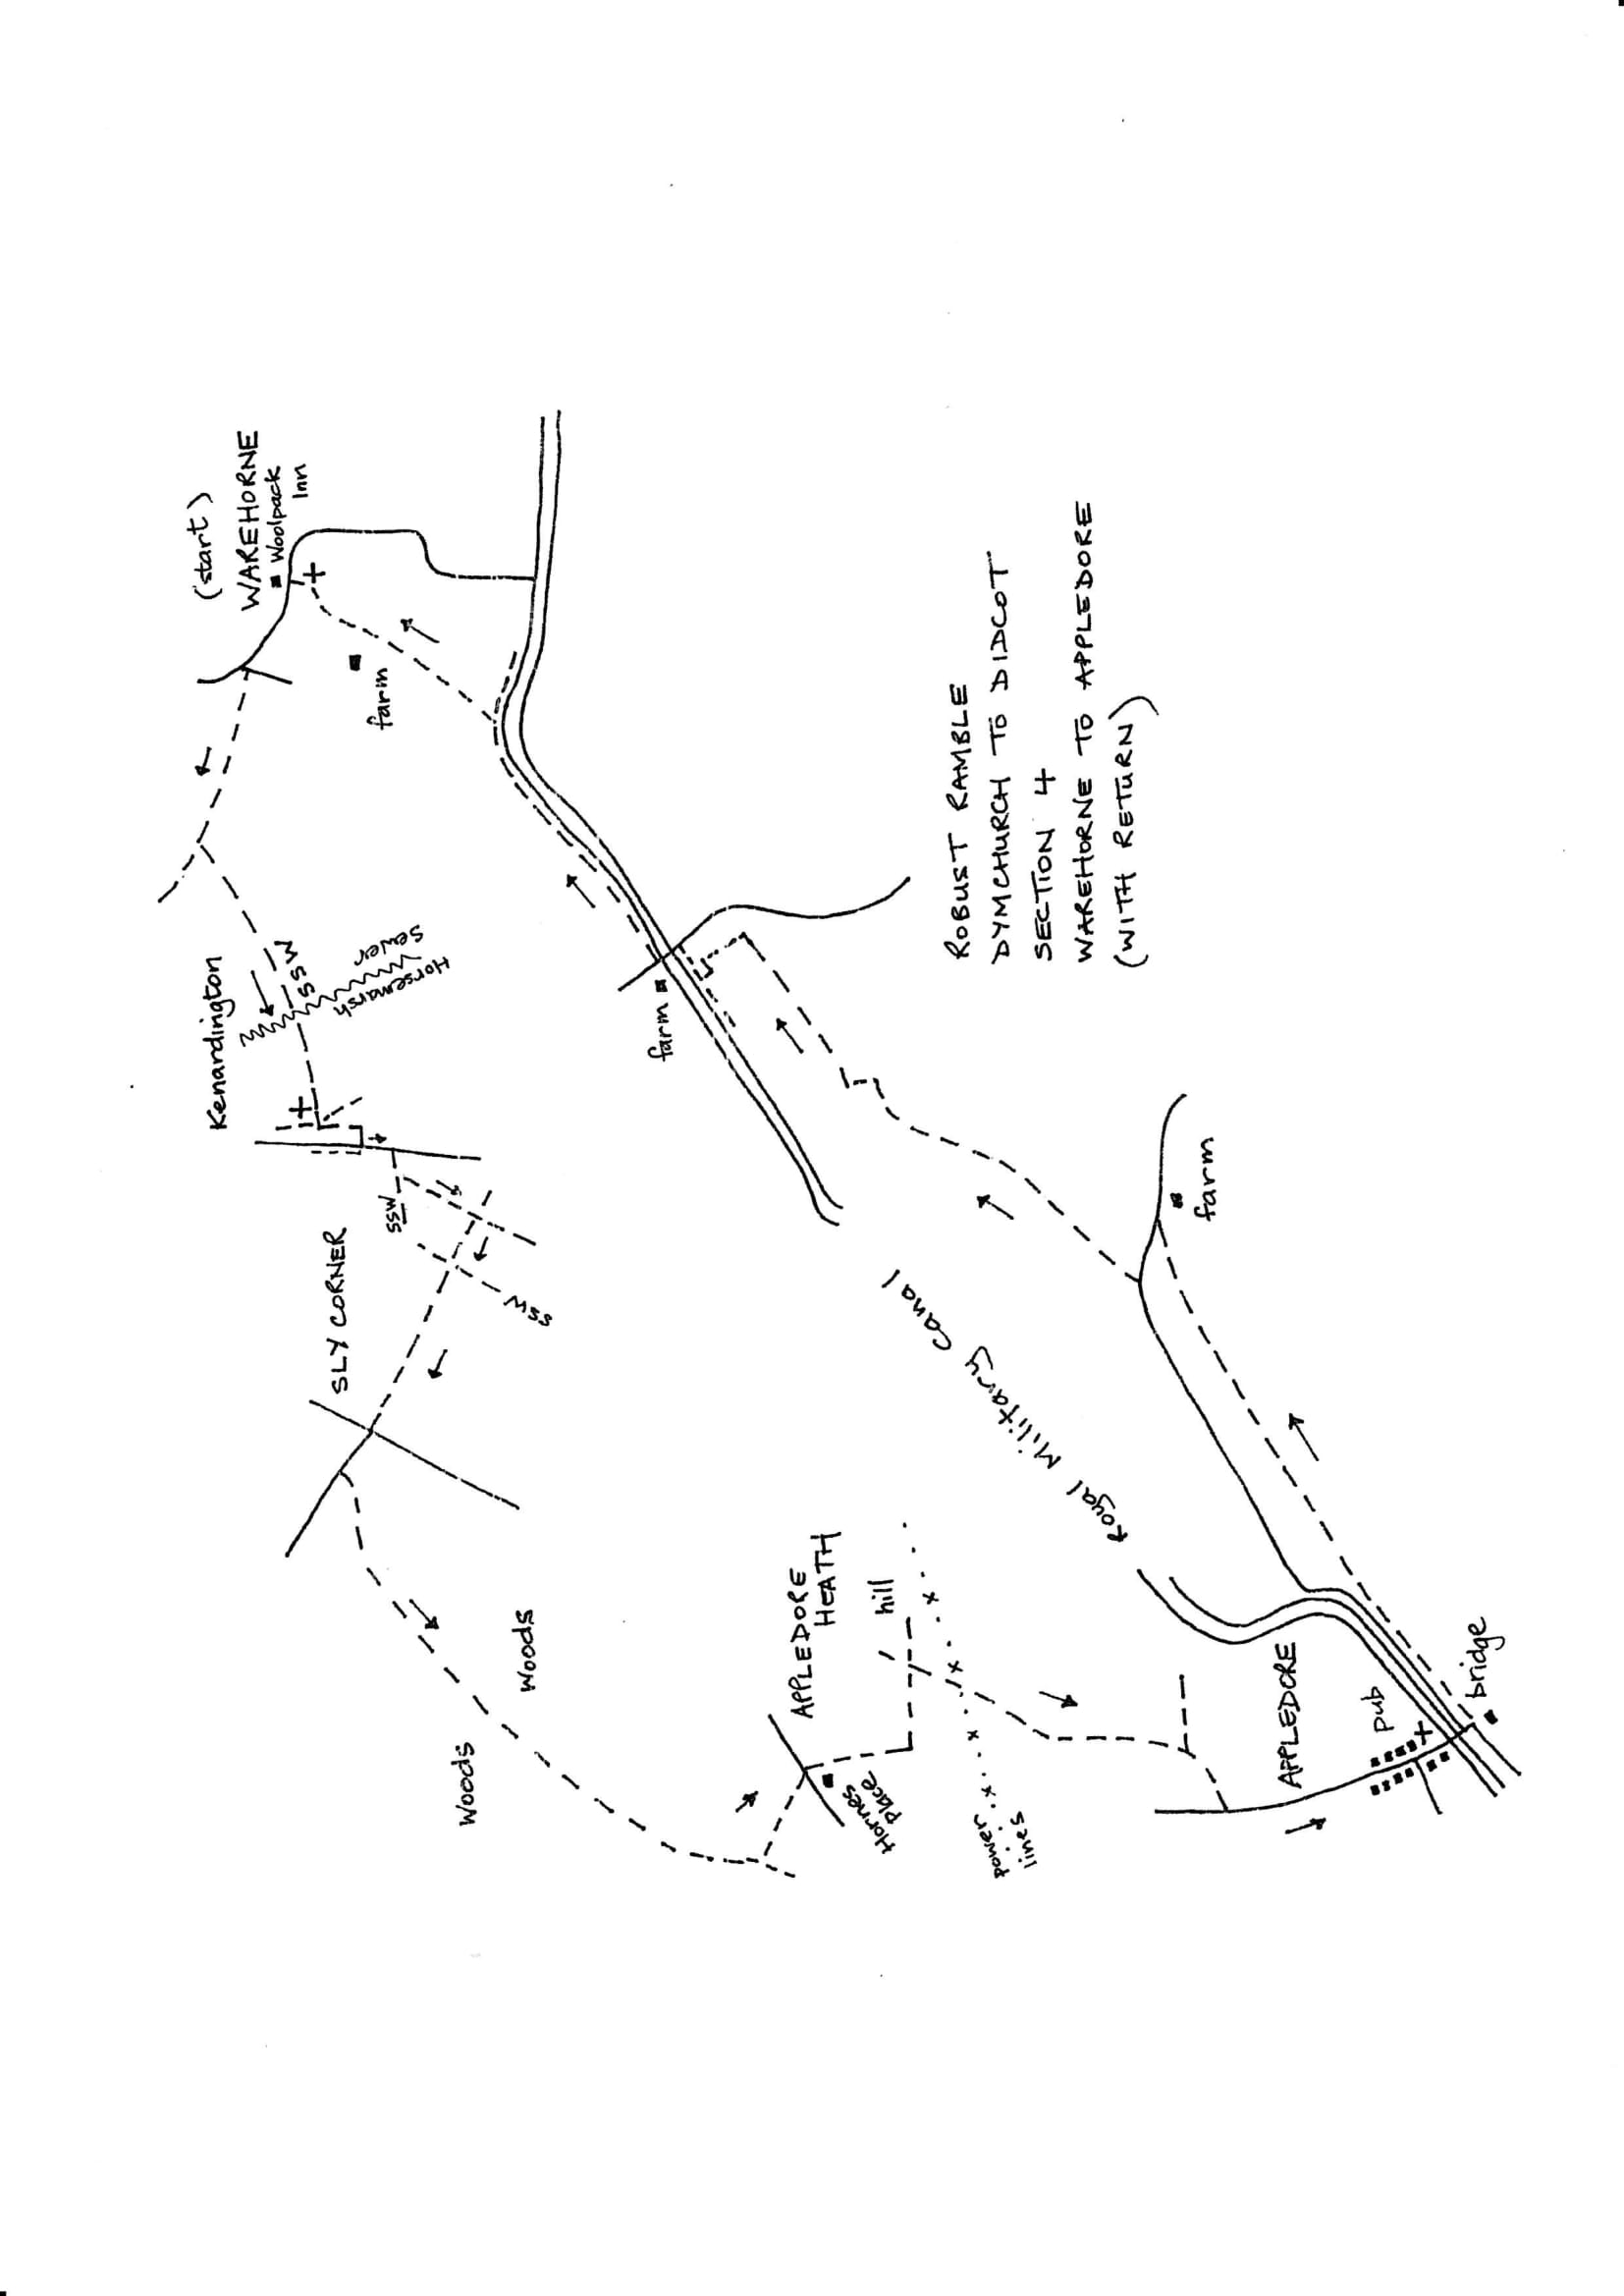 (start)
WAREHORNE
Woolpack
Inn
Kenardington
SSW
Horsemarsh
Sewer
farm
SLY CORNER
SSW
SSW
Woods
Woods
farm
APPLEDORE
HEATH
Hornes
Place
hill
power
lines
Royal Military Canal
ROBUST RAMBLE
DYMCHURCH TO DIDCOT
SECTION 4
WAREHORNE TO APPLEDORE
(WITH RETURN)
farm
APPLEDORE
pub
bridge